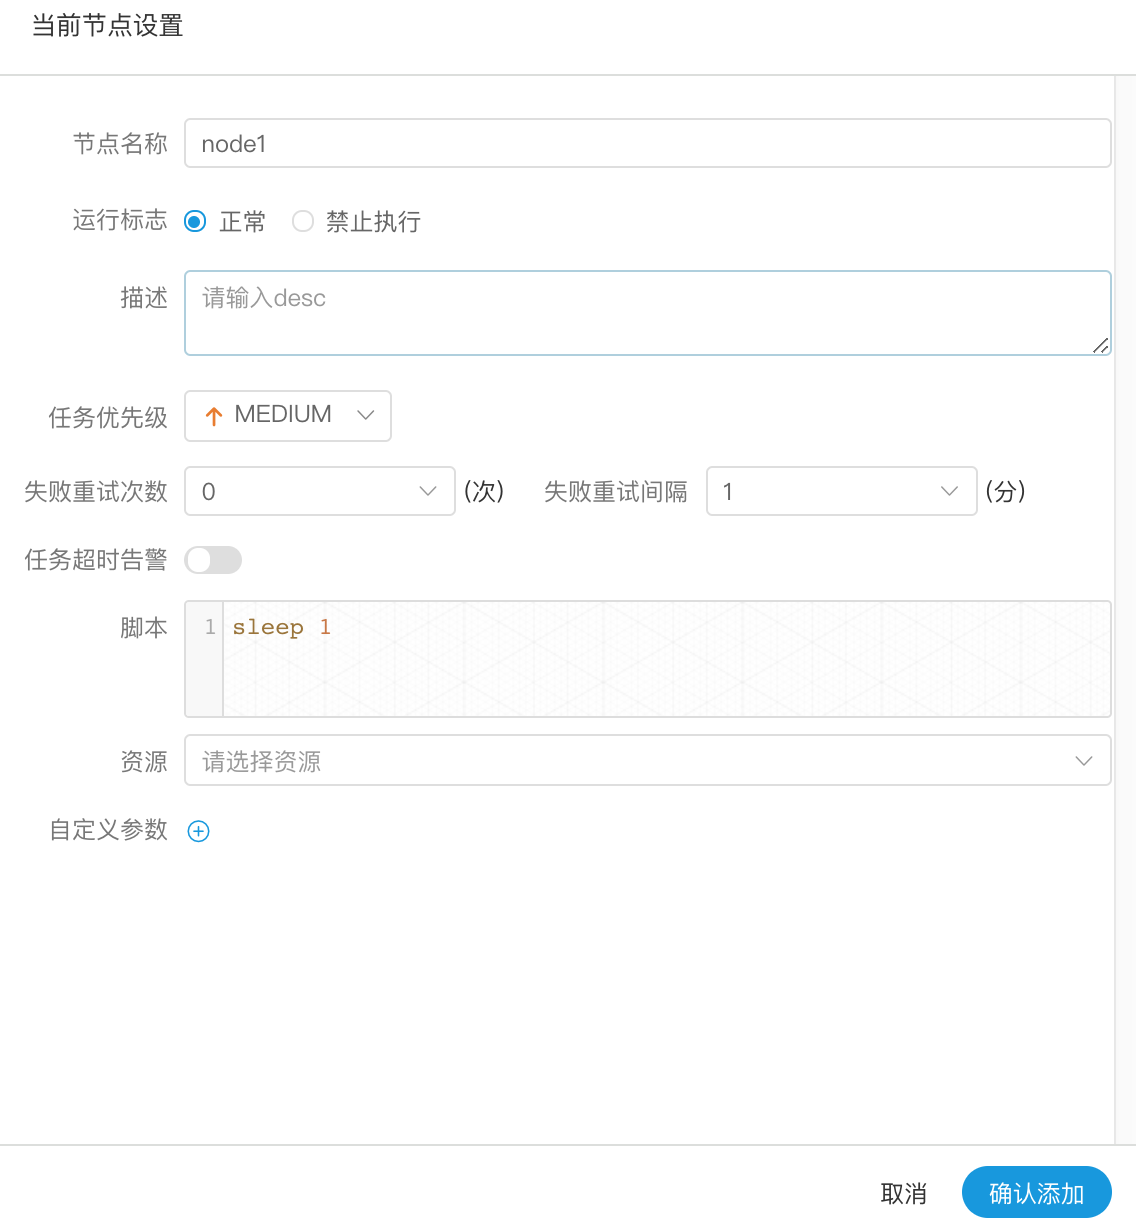 当前节点设置
节点名称 node1
运行标志 正常 禁止执行
描述 请输入desc
任务优先级 MEDIUM
失败重试次数 0 (次) 失败重试间隔 1 (分)
任务超时告警
脚本 1 sleep 1
资源 请选择资源
自定义参数
取消 确认添加